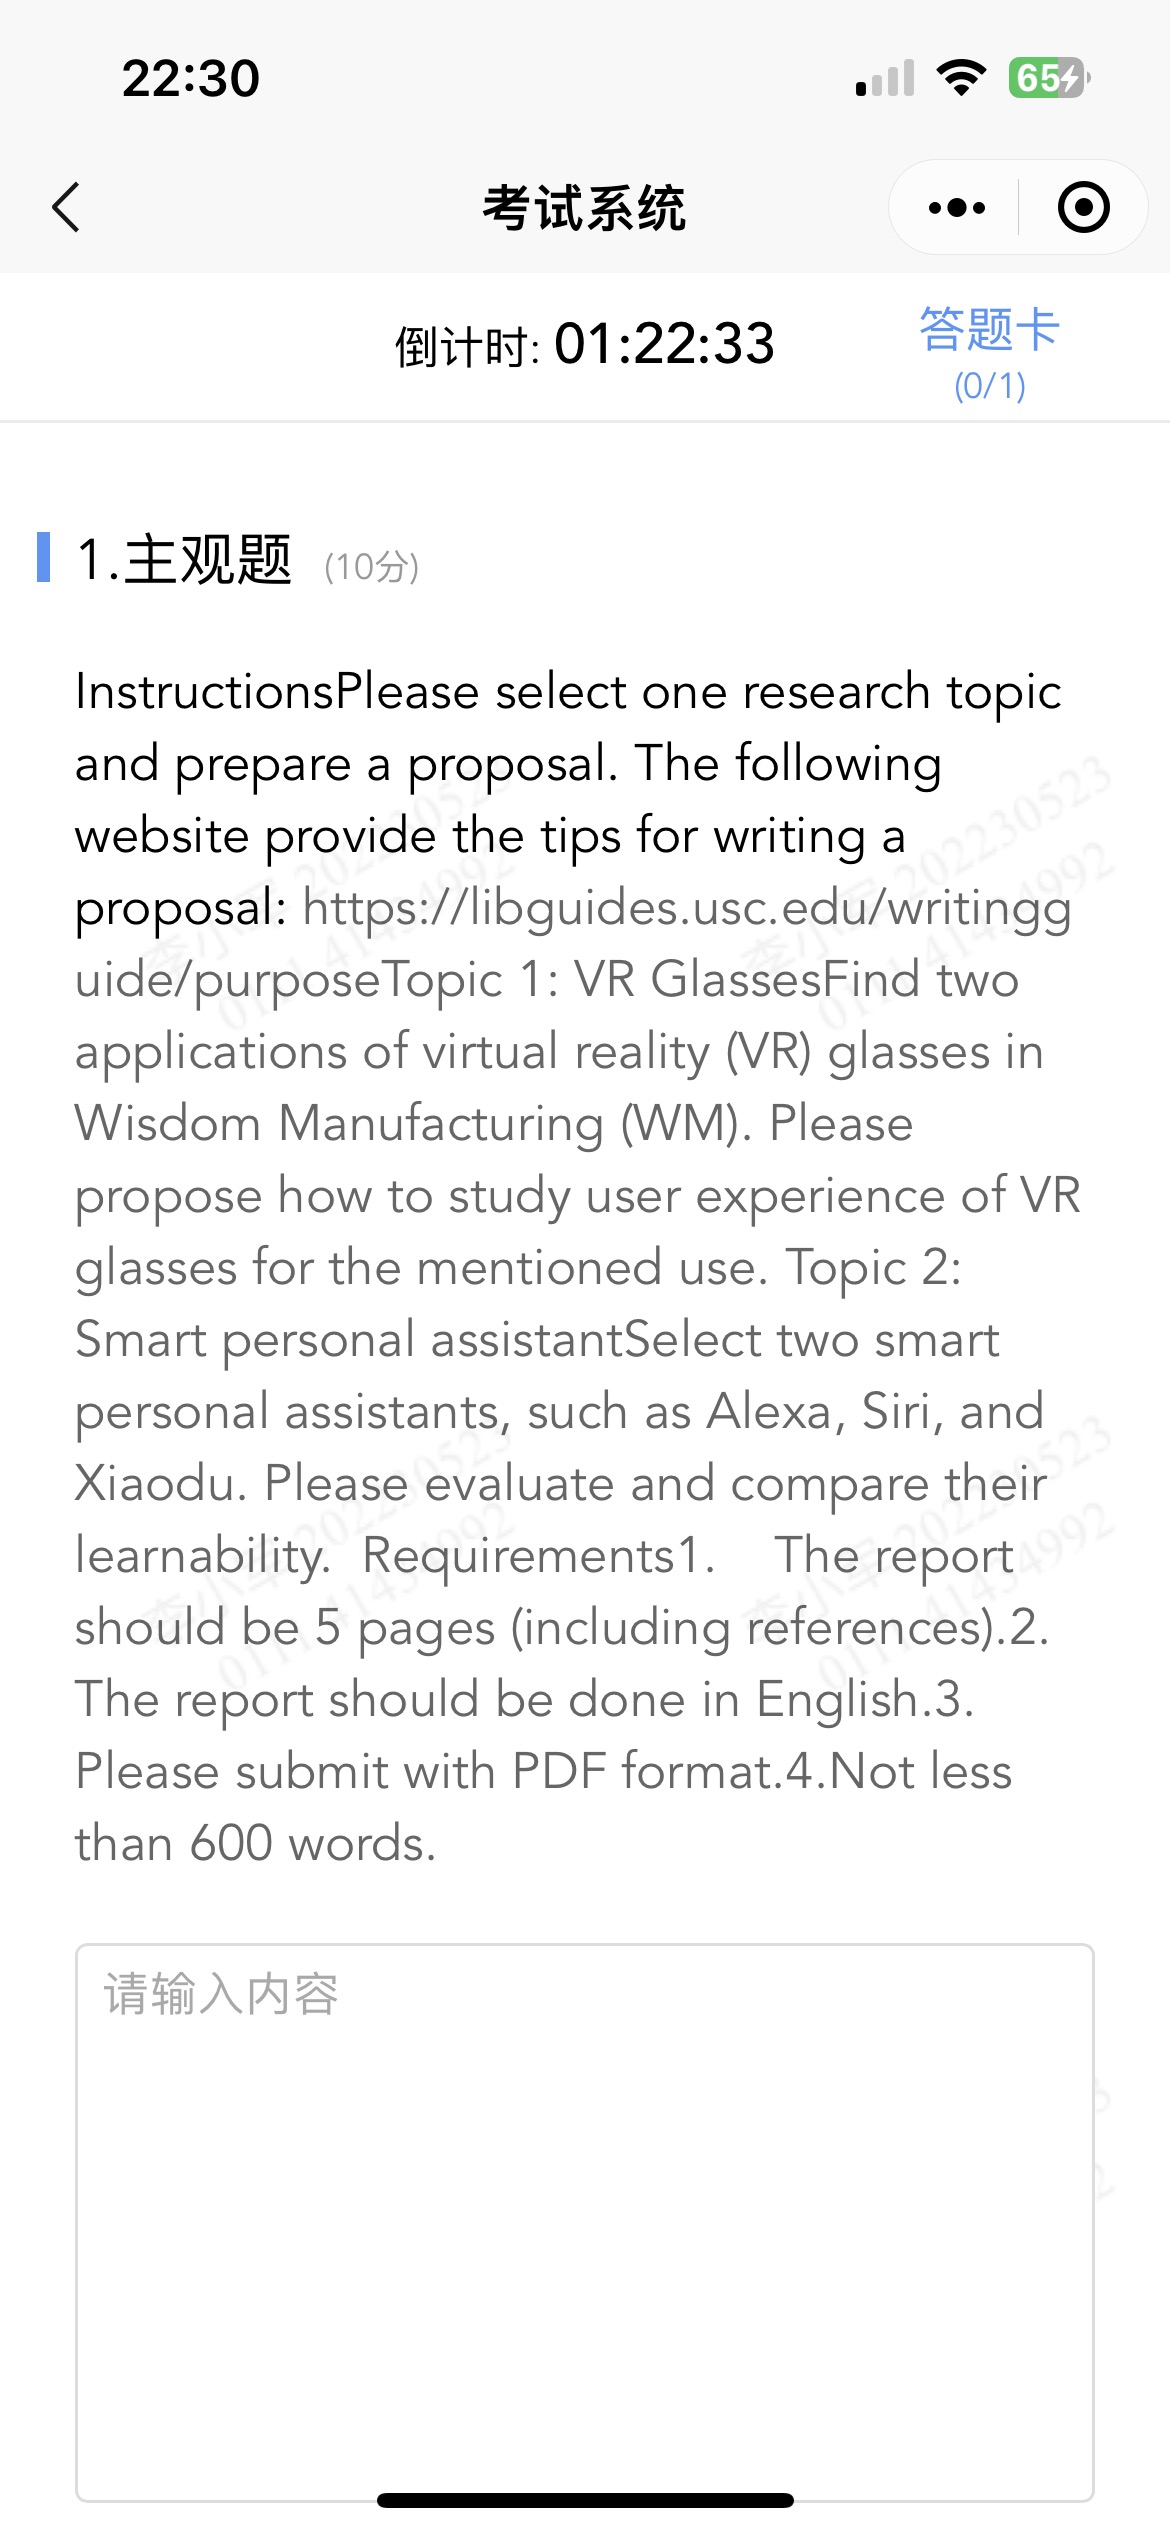 22:30
65
考试系统
倒计时: 01:22:33
答题卡
(0/1)
1.主观题 (10分)
InstructionsPlease select one research topic
and prepare a proposal. The following
website provide the tips for writing a
proposal: https://libguides.usc.edu/writingg
uide/purposeTopic 1: VR GlassesFind two
applications of virtual reality (VR) glasses in
Wisdom Manufacturing (WM). Please
propose how to study user experience of VR
glasses for the mentioned use. Topic 2:
Smart personal assistantSelect two smart
personal assistants, such as Alexa, Siri, and
Xiaodu. Please evaluate and compare their
learnability.  Requirements1.    The report
should be 5 pages (including references).2.
The report should be done in English.3.
Please submit with PDF format.4.Not less
than 600 words.
请输入内容